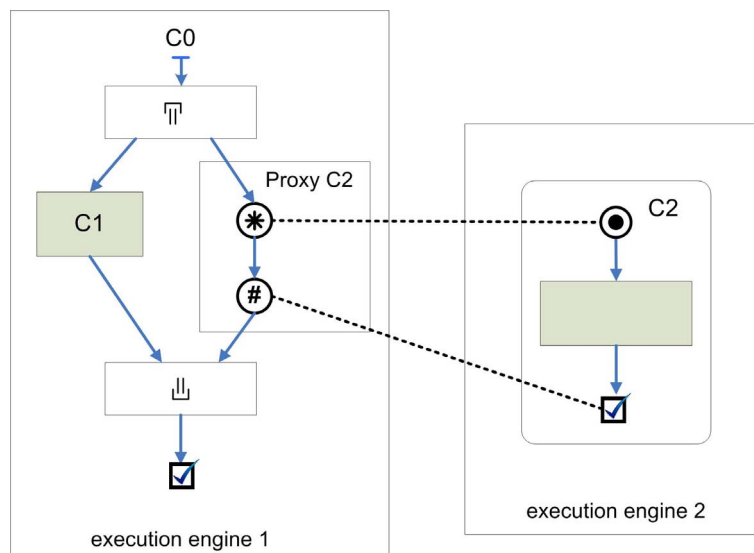 C0
Proxy C2
*
C2
C1
#
execution engine 2
execution engine 1